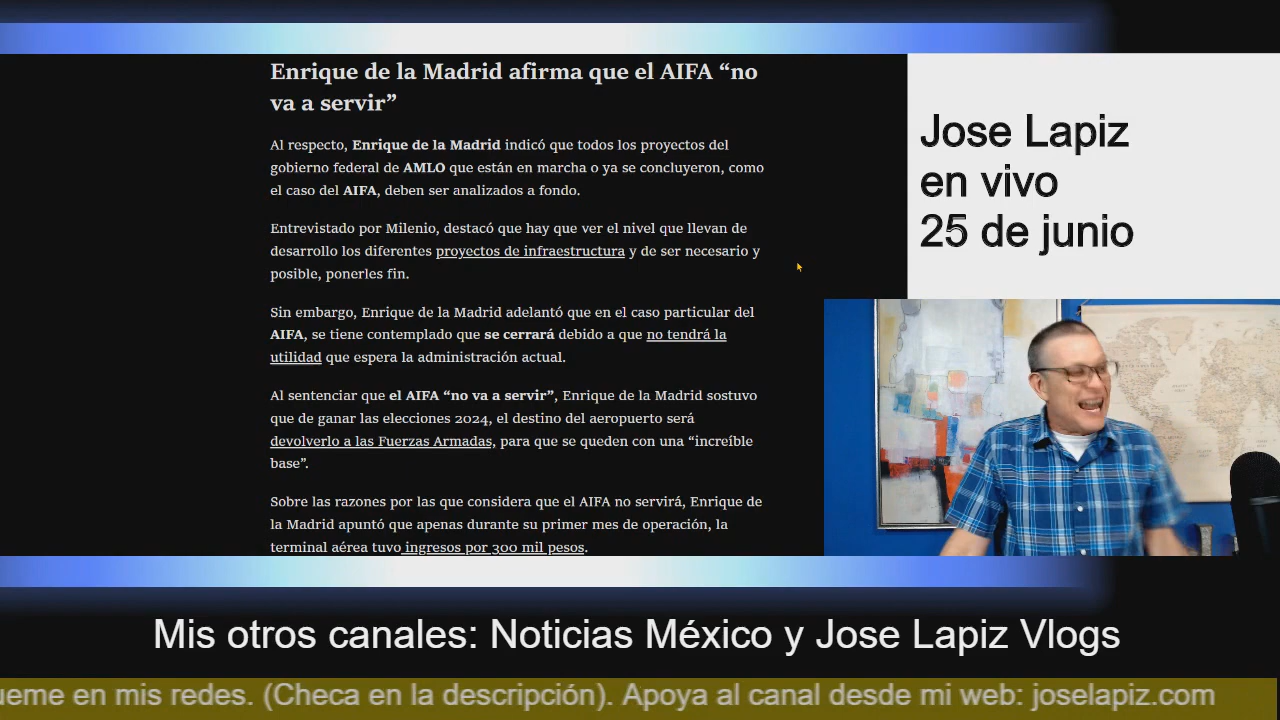 Enrique de la Madrid afirma que el AIFA “no
va a servir”
Al respecto, Enrique de la Madrid indicó que todos los proyectos del
gobierno federal de AMLO que están en marcha o ya se concluyeron, como
el caso del AIFA, deben ser analizados a fondo.
Entrevistado por Milenio, destacó que hay que ver el nivel que llevan de
desarrollo los diferentes proyectos de infraestructura y de ser necesario y
posible, ponerles fin.
Sin embargo, Enrique de la Madrid adelantó que en el caso particular del
AIFA, se tiene contemplado que se cerrará debido a que no tendrá la
utilidad que espera la administración actual.
Al sentenciar que el AIFA “no va a servir”, Enrique de la Madrid sostuvo
que de ganar las elecciones 2024, el destino del aeropuerto será
devolverlo a las Fuerzas Armadas, para que se queden con una “increíble
base”.
Sobre las razones por las que considera que el AIFA no servirá, Enrique de
la Madrid apuntó que apenas durante su primer mes de operación, la
terminal aérea tuvo ingresos por 300 mil pesos.
Jose Lapiz
en vivo
25 de junio
Mis otros canales: Noticias México y Jose Lapiz Vlogs
ueme en mis redes. (Checa en la descripción). Apoya al canal desde mi web: joselapiz.com